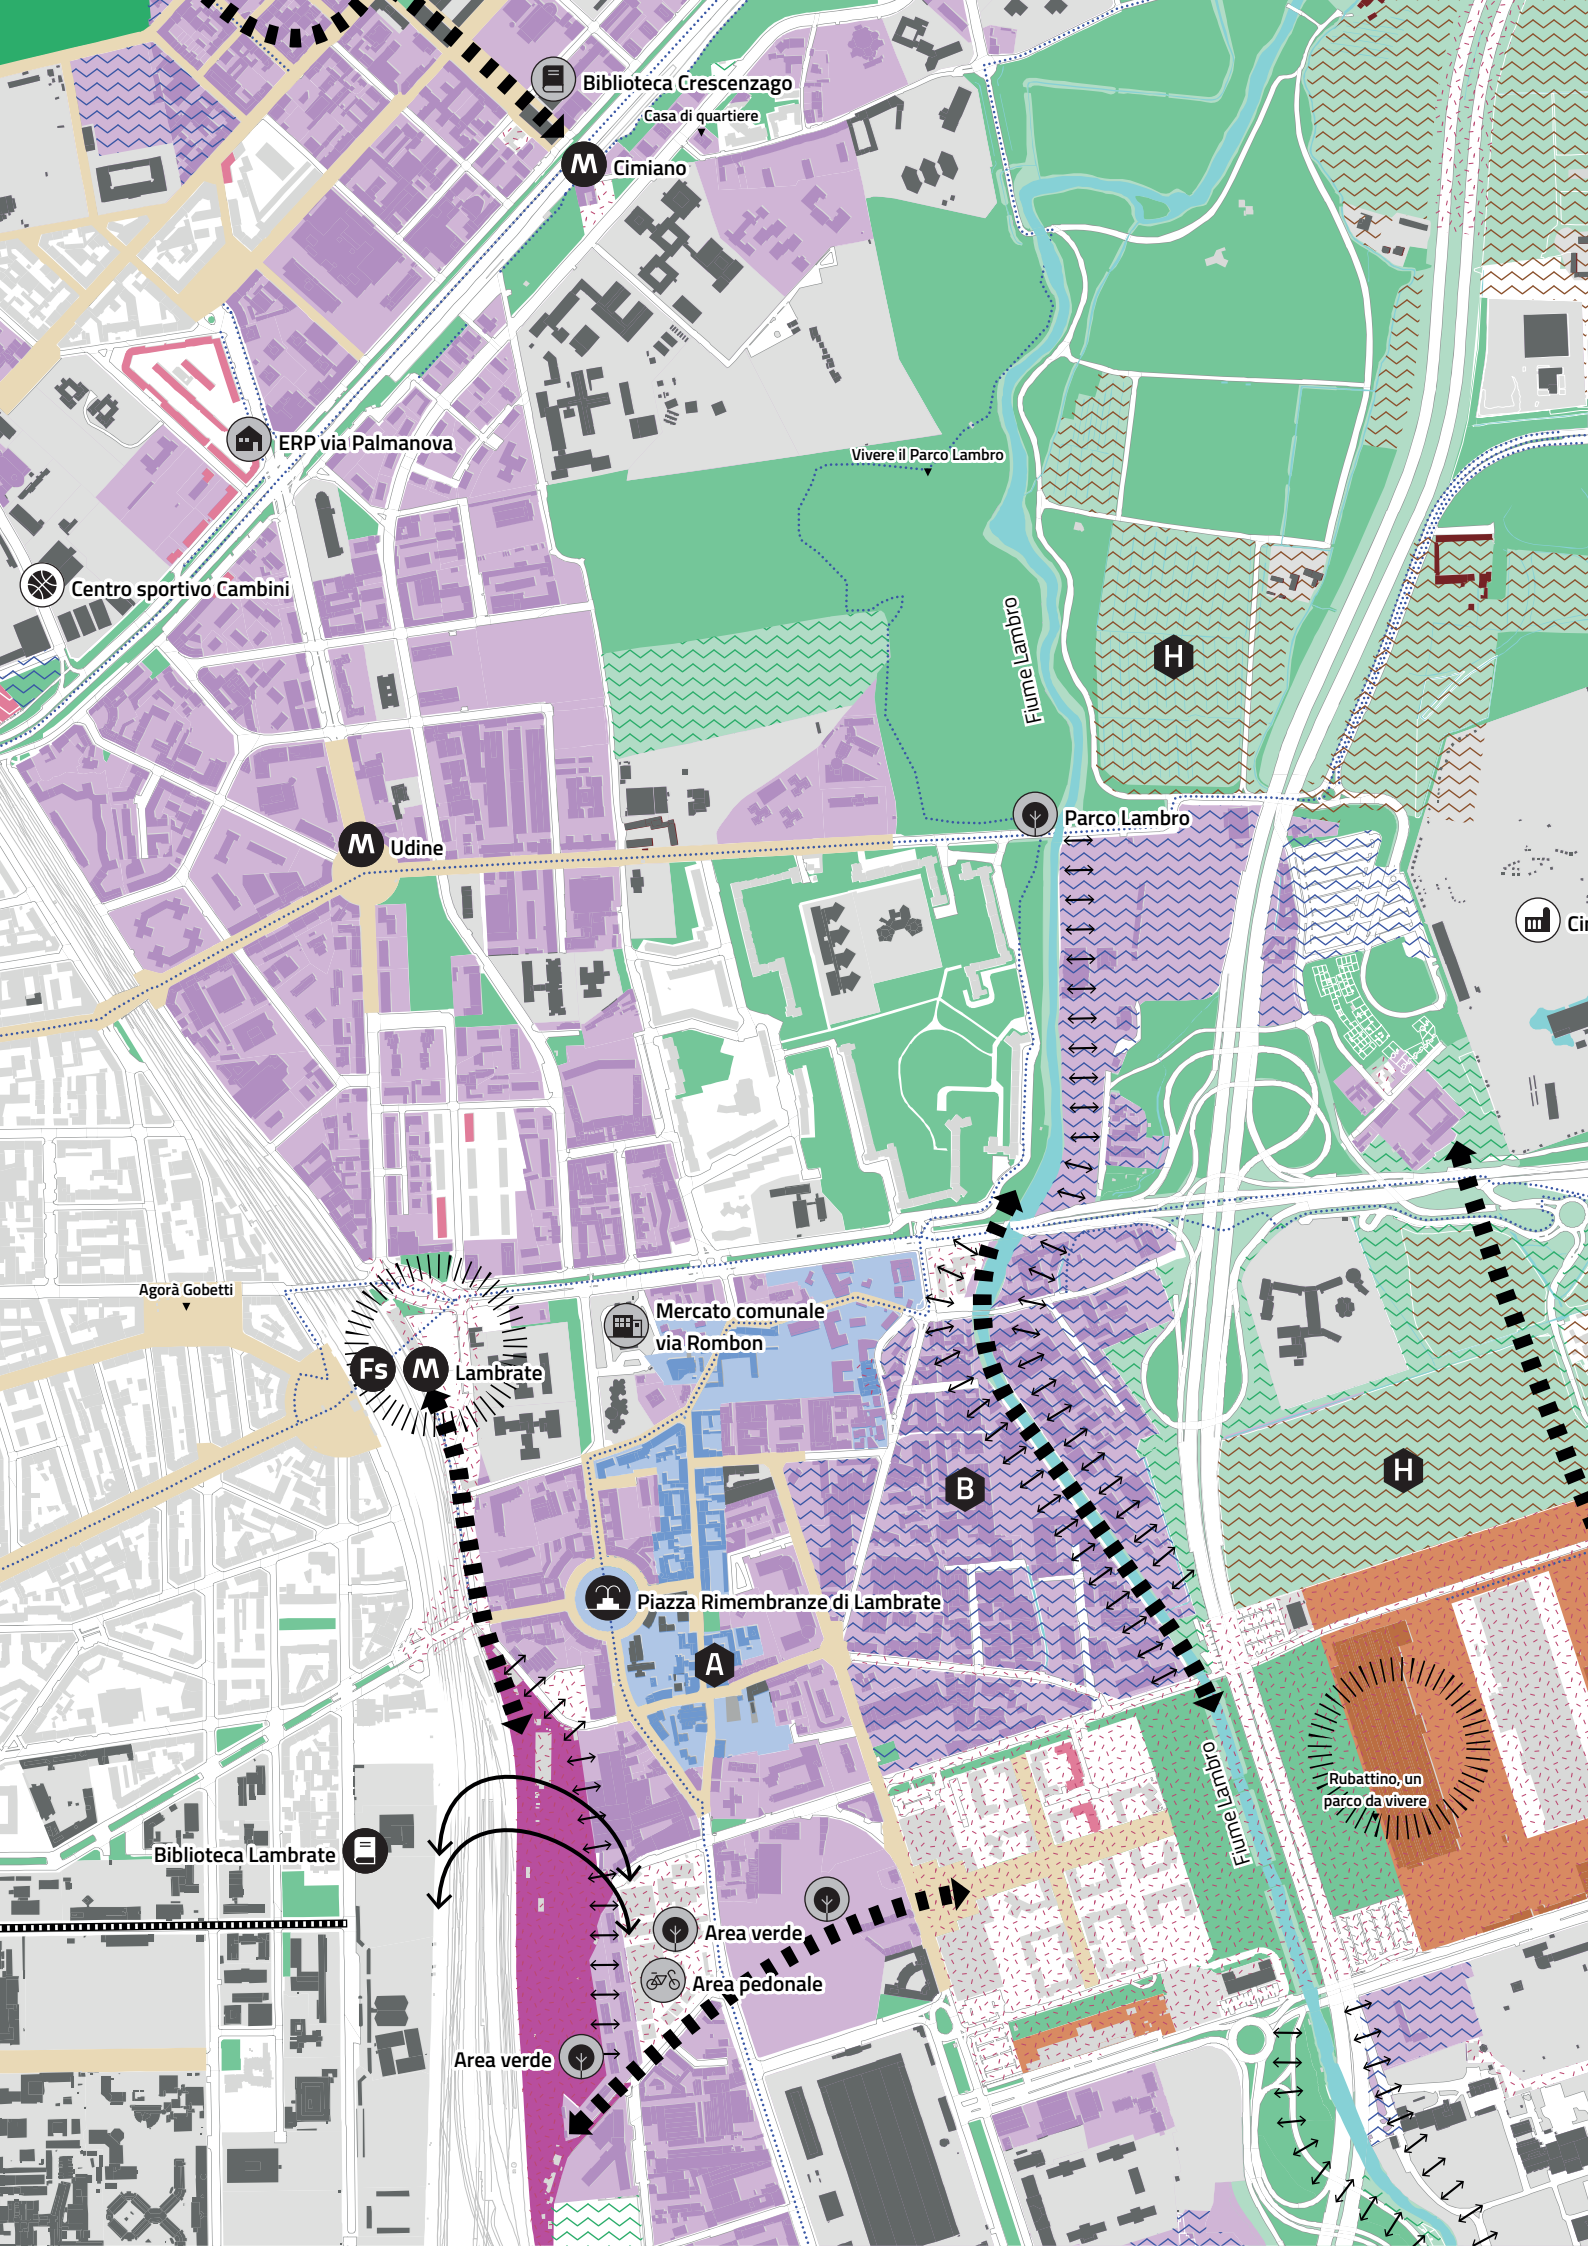 Biblioteca Crescenzago
Casa di quartiere
M Cimiano
ERP via Palmanova
Vivere il Parco Lambro
Centro sportivo Cambini
Fiume Lambro
H
Parco Lambro
M Udine
Cin
Agorà Gobetti
Mercato comunale
via Rombon
Fs M Lambrate
H
B
Piazza Rimembranze di Lambrate
A
Fiume Lambro
Rubattino, un
parco da vivere
Biblioteca Lambrate
Area verde
Area pedonale
Area verde